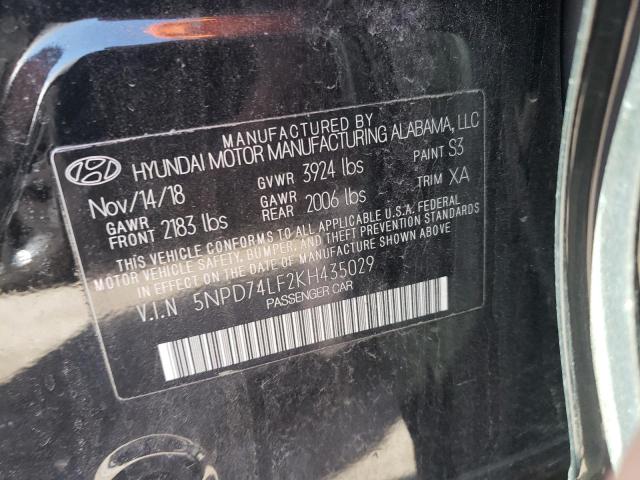 MANUFACTURED BY
HYUNDAI MOTOR MANUFACTURING ALABAMA, LLC
Nov/14/18 GVWR 3924 lbs PAINT S3
GAWR FRONT 2183 lbs GAWR REAR 2006 lbs TRIM XA
THIS VEHICLE CONFORMS TO ALL APPLICABLE U.S.A. FEDERAL
MOTOR VEHICLE SAFETY, BUMPER, AND THEFT PREVENTION STANDARDS
IN EFFECT ON THE DATE OF MANUFACTURE SHOWN ABOVE.
V.I.N 5NPD74LF2KH435029
PASSENGER CAR